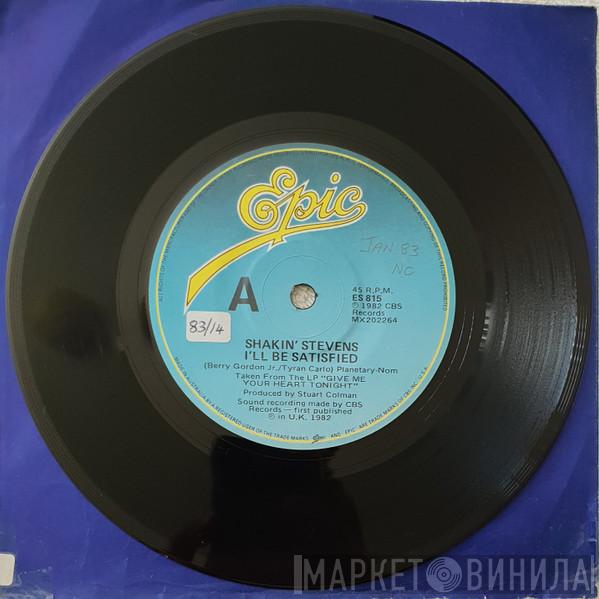 Epic
JAN 83
NO
A
45 R.P.M.
ES 815
℗ 1982 CBS
Records
MX202264
83/14
SHAKIN' STEVENS
I'LL BE SATISFIED
(Berry Gordon Jr./Tyran Carlo) Planetary-Nom
Taken From The LP "GIVE ME
YOUR HEART TONIGHT"
Produced by Stuart Colman
Sound recording made by CBS
Records — first published
℗ in U.K. 1982
МАРКЕТ ВИНИЛА